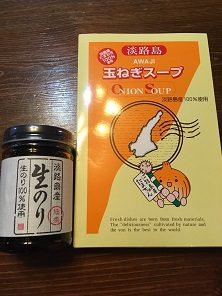 淡路島
AWAJI
玉ねぎスープ
ONION SOUP
淡路島産100%使用
Fresh dishes are born from fresh materials.
The "deliciousness" cultivated by nature and
the sun is the best in the world.
淡路島産
生のり
生のり100%使用